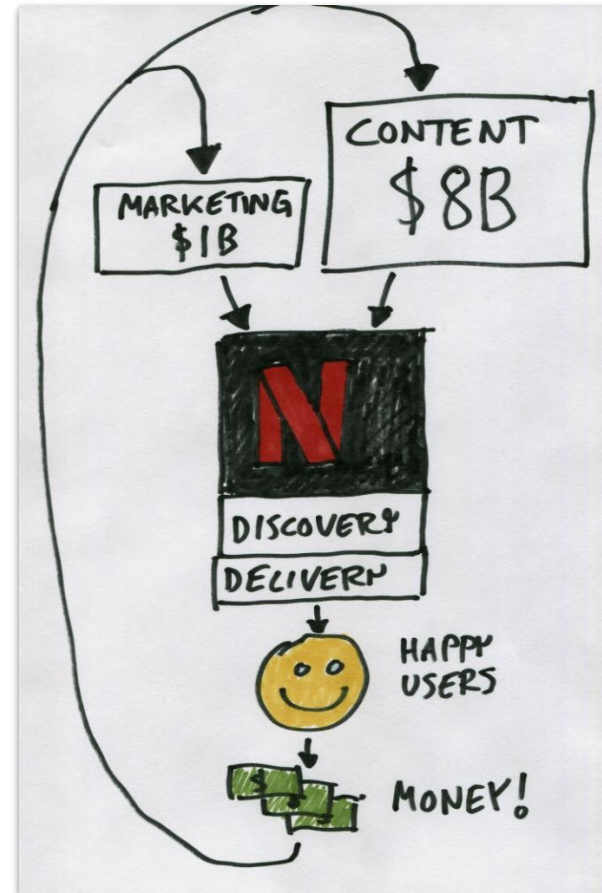 MARKETING
$1B
CONTENT
$8B
N
DISCOVERY
DELIVERY
HAPPY
USERS
$
$
$
MONEY!